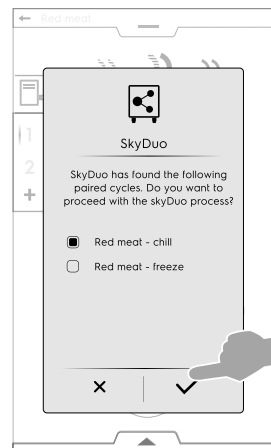 Red meat
SkyDuo
SkyDuo has found the following
paired cycles. Do you want to
proceed with the skyDuo process?
Red meat - chill
Red meat - freeze
1
2
+